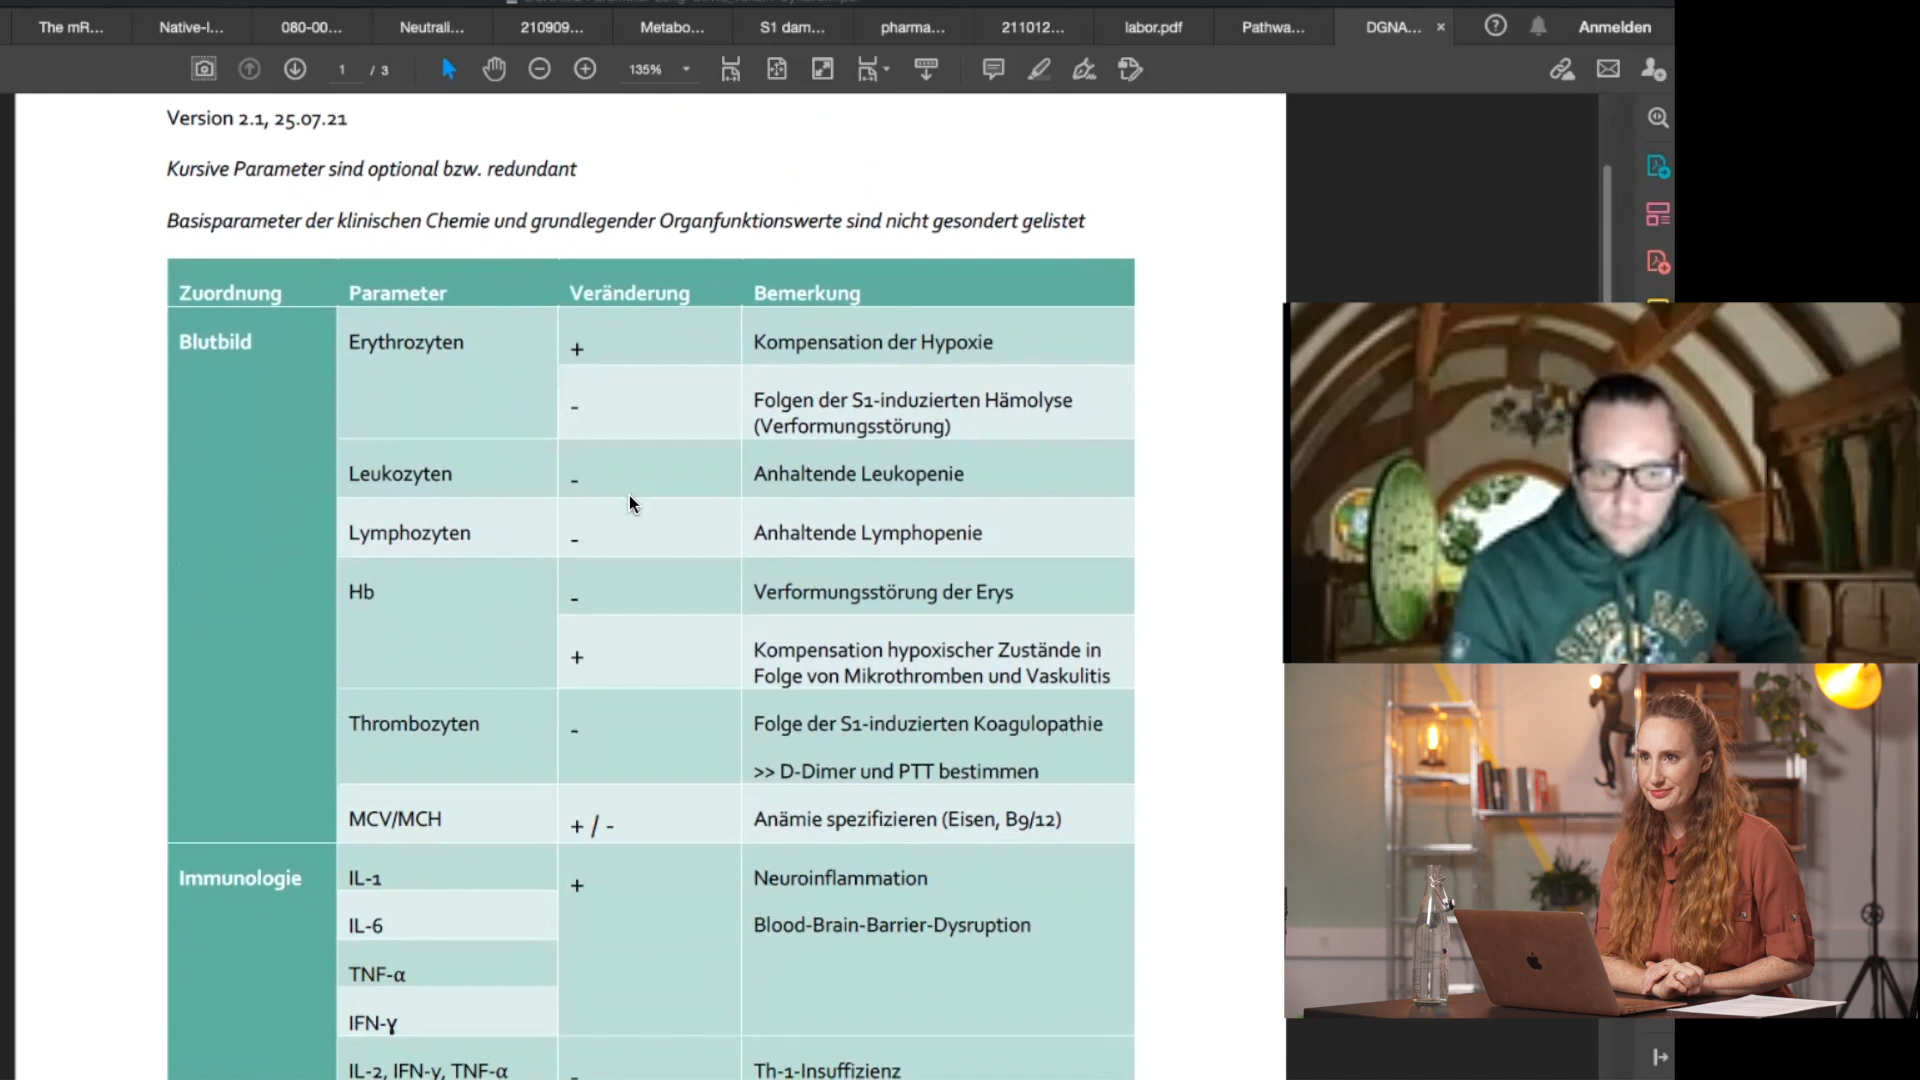 The mR...
Native-I...
080-00...
Neutrali...
210909...
Metabo...
S1 dam...
pharma...
211012...
labor.pdf
Pathwa...
DGNA...
×
Anmelden
1 / 3
135%
Version 2.1, 25.07.21
Kursive Parameter sind optional bzw. redundant
Basisparameter der klinischen Chemie und grundlegender Organfunktionswerte sind nicht gesondert gelistet
Zuordnung Parameter Veränderung Bemerkung
Blutbild Erythrozyten + Kompensation der Hypoxie
- Folgen der S1-induzierten Hämolyse
(Verformungsstörung)
Leukozyten - Anhaltende Leukopenie
Lymphozyten - Anhaltende Lymphopenie
Hb - Verformungsstörung der Erys
+ Kompensation hypoxischer Zustände in
Folge von Mikrothromben und Vaskulitis
Thrombozyten - Folge der S1-induzierten Koagulopathie
>> D-Dimer und PTT bestimmen
MCV/MCH + / - Anämie spezifizieren (Eisen, B9/12)
Immunologie IL-1 + Neuroinflammation
IL-6 Blood-Brain-Barrier-Dysruption
TNF-α
IFN-γ
IL-2, IFN-γ, TNF-α - Th-1-Insuffizienz